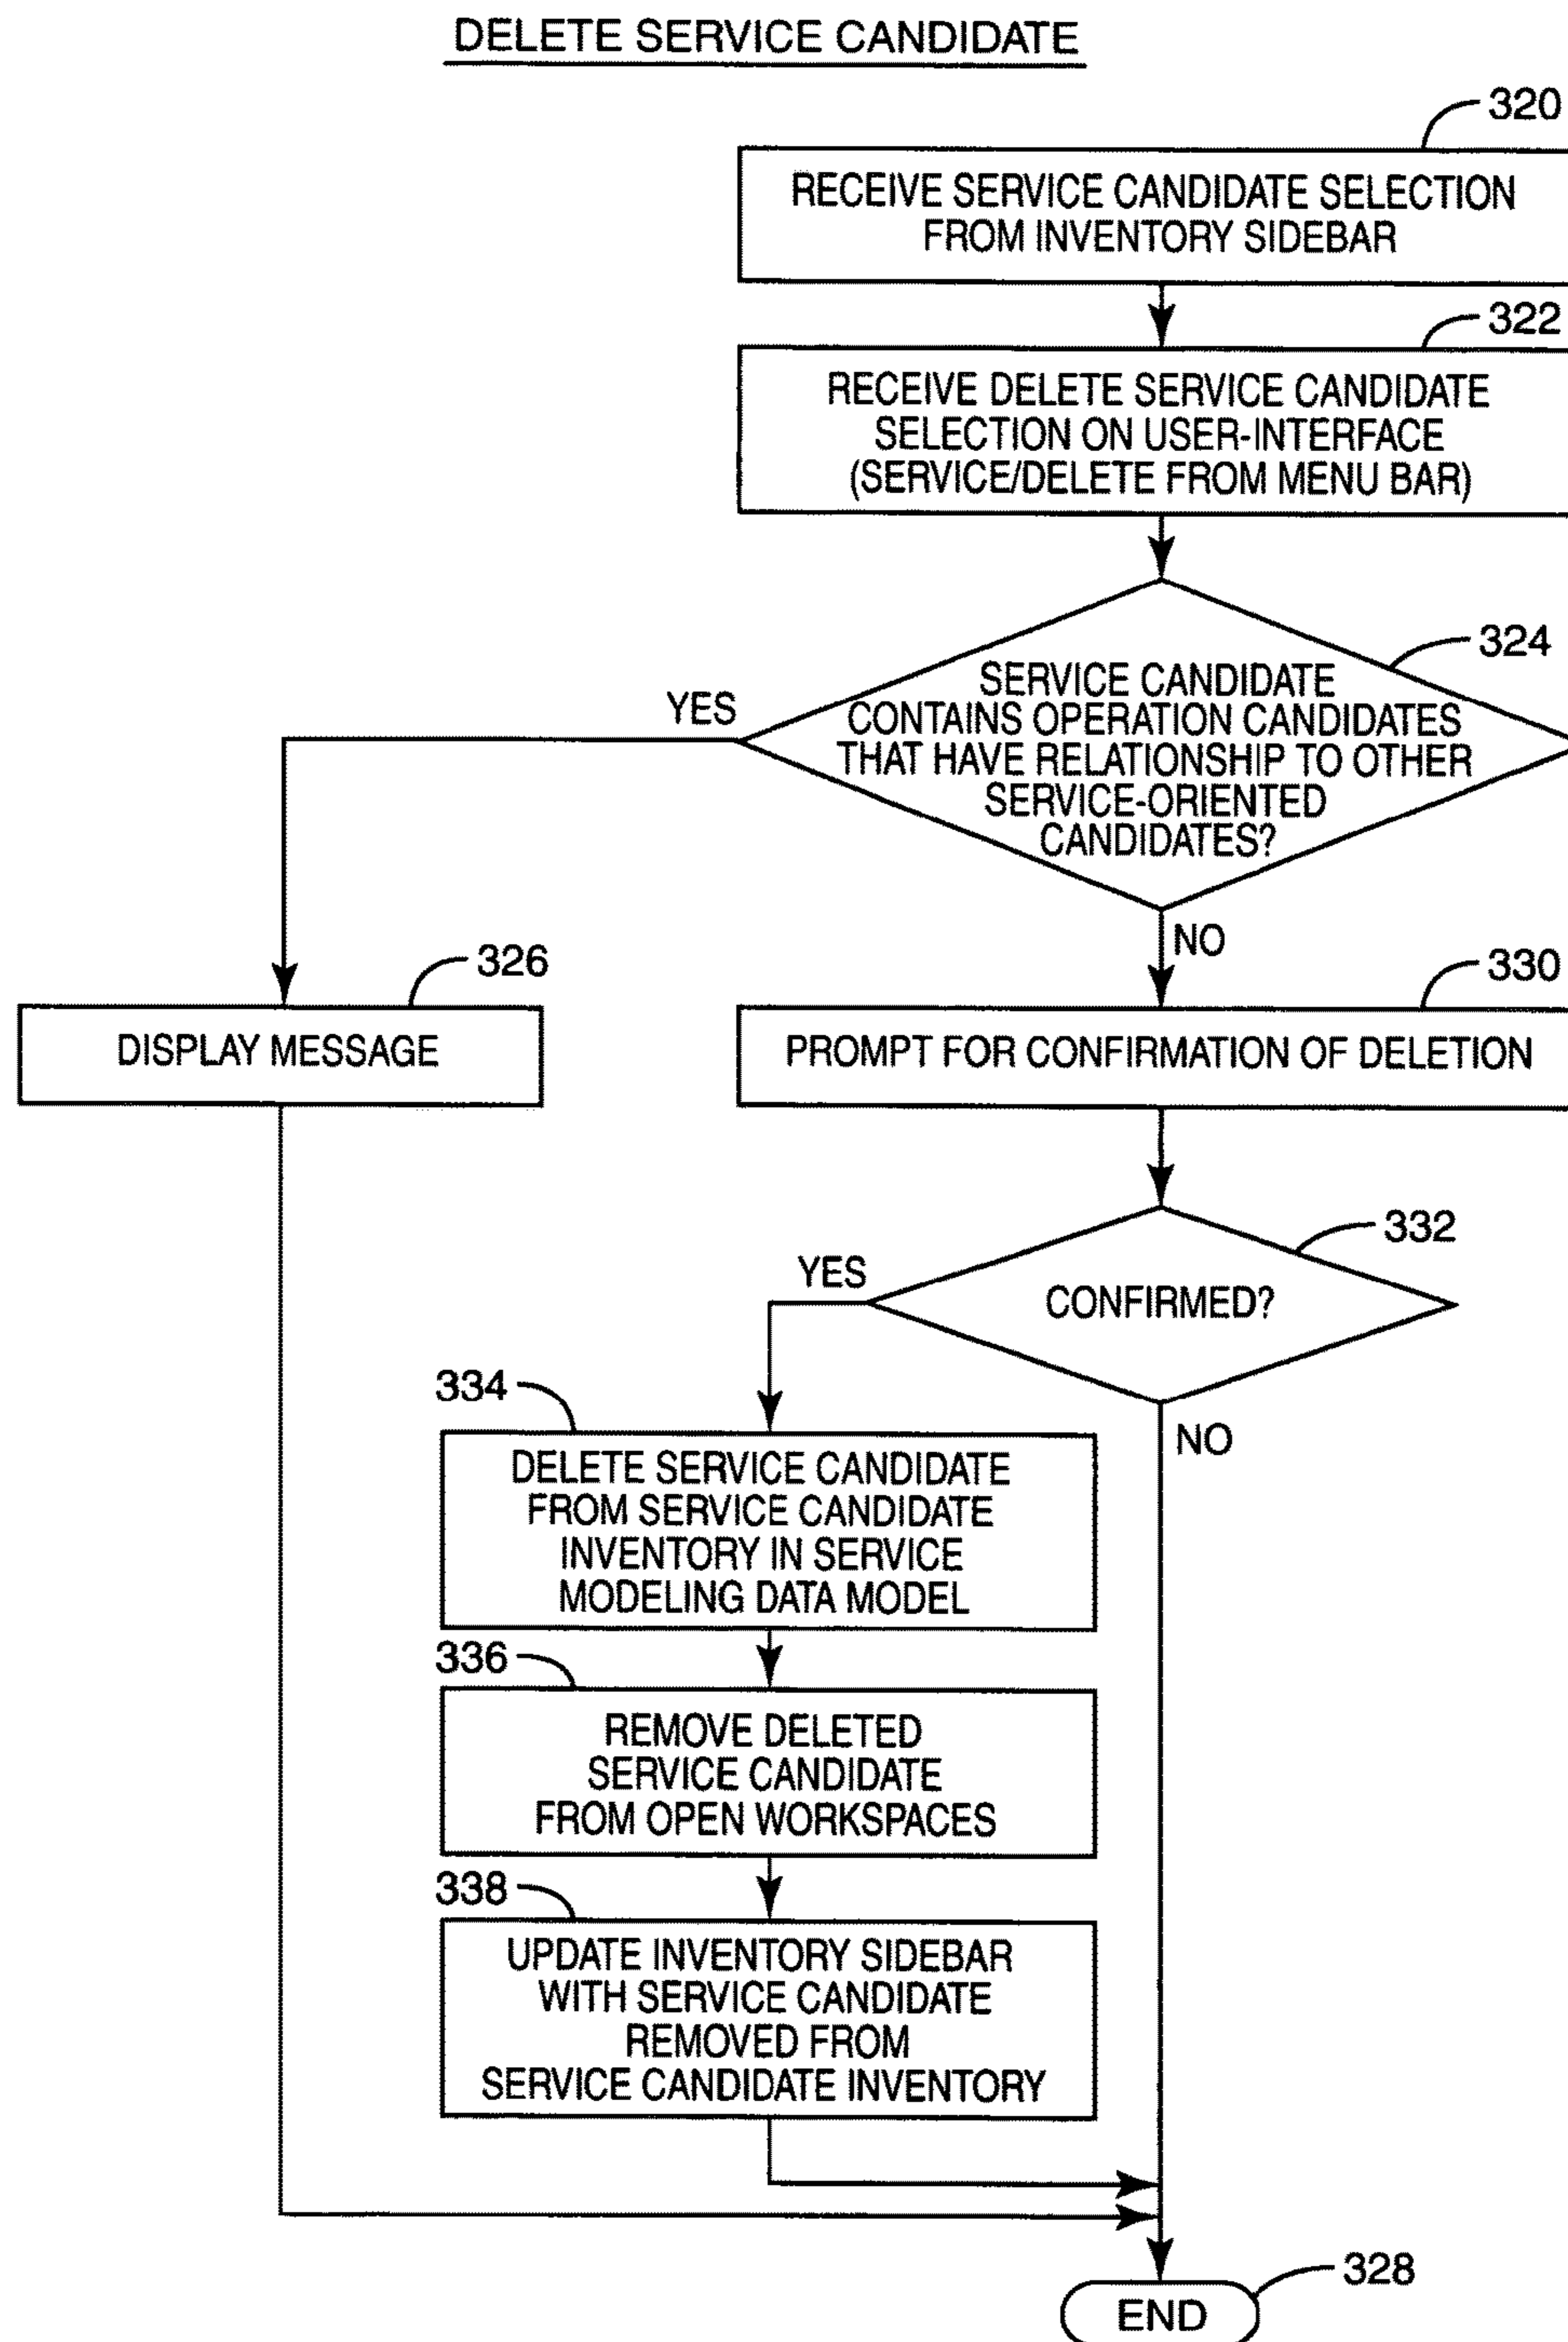 DELETE SERVICE CANDIDATE
320
RECEIVE SERVICE CANDIDATE SELECTION
FROM INVENTORY SIDEBAR
322
RECEIVE DELETE SERVICE CANDIDATE
SELECTION ON USER-INTERFACE
(SERVICE/DELETE FROM MENU BAR)
324
SERVICE CANDIDATE
CONTAINS OPERATION CANDIDATES
THAT HAVE RELATIONSHIP TO OTHER
SERVICE-ORIENTED
CANDIDATES?
YES
NO
326
DISPLAY MESSAGE
330
PROMPT FOR CONFIRMATION OF DELETION
332
CONFIRMED?
YES
NO
334
DELETE SERVICE CANDIDATE
FROM SERVICE CANDIDATE
INVENTORY IN SERVICE
MODELING DATA MODEL
336
REMOVE DELETED
SERVICE CANDIDATE
FROM OPEN WORKSPACES
338
UPDATE INVENTORY SIDEBAR
WITH SERVICE CANDIDATE
REMOVED FROM
SERVICE CANDIDATE INVENTORY
328
END